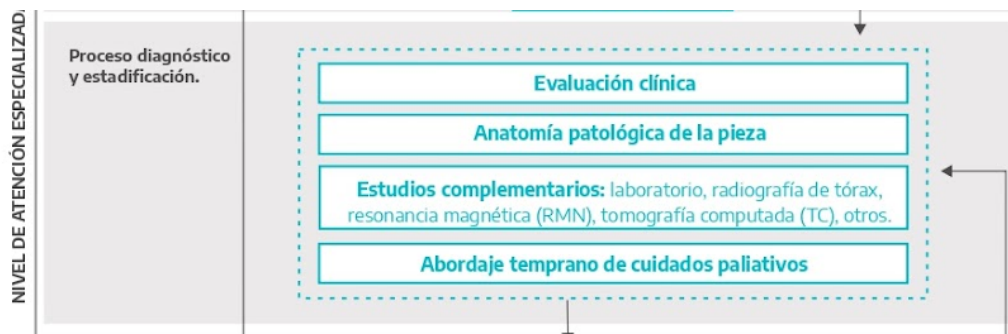 NIVEL DE ATENCIÓN ESPECIALIZAD
Proceso diagnóstico
y estadificación.
Evaluación clínica
Anatomía patológica de la pieza
Estudios complementarios: laboratorio, radiografía de tórax,
resonancia magnética (RMN), tomografía computada (TC), otros.
Abordaje temprano de cuidados paliativos